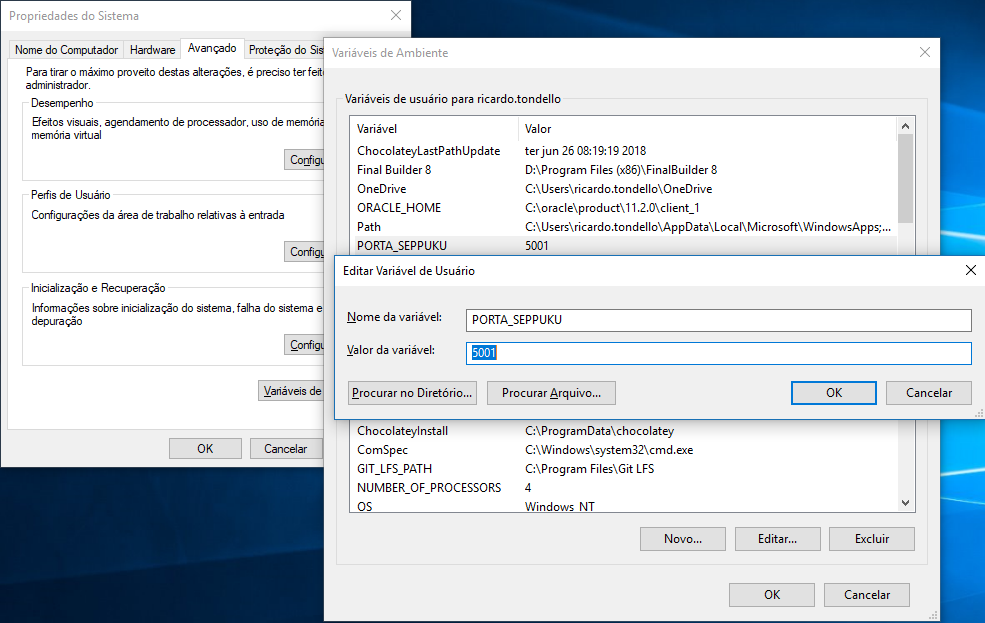 Propriedades do Sistema
Nome do Computador
Hardware
Avançado
Proteção do Sis
Para tirar o máximo proveito destas alterações, é preciso ter feito
administrador.
Desempenho
Efeitos visuais, agendamento de processador, uso de memória
memória virtual
Configu
Perfis de Usuário
Configurações da área de trabalho relativas à entrada
Configu
Inicialização e Recuperação
Informações sobre inicialização do sistema, falha do sistema e
depuração
Configu
Variáveis de
OK
Cancelar
Variáveis de Ambiente
Variáveis de usuário para ricardo.tondello
Variável Valor
ChocolateyLastPathUpdate ter jun 26 08:19:19 2018
Final Builder 8 D:\Program Files (x86)\FinalBuilder 8
OneDrive C:\Users\ricardo.tondello\OneDrive
ORACLE_HOME C:\oracle\product\11.2.0\client_1
Path C:\Users\ricardo.tondello\AppData\Local\Microsoft\WindowsApps;...
PORTA_SEPPUKU 5001
Editar Variável de Usuário
Nome da variável: PORTA_SEPPUKU
Valor da variável: 5001
Procurar no Diretório...
Procurar Arquivo...
OK
Cancelar
ChocolateyInstall C:\ProgramData\chocolatey
ComSpec C:\Windows\system32\cmd.exe
GIT_LFS_PATH C:\Program Files\Git LFS
NUMBER_OF_PROCESSORS 4
OS Windows_NT
Novo...
Editar...
Excluir
OK
Cancelar